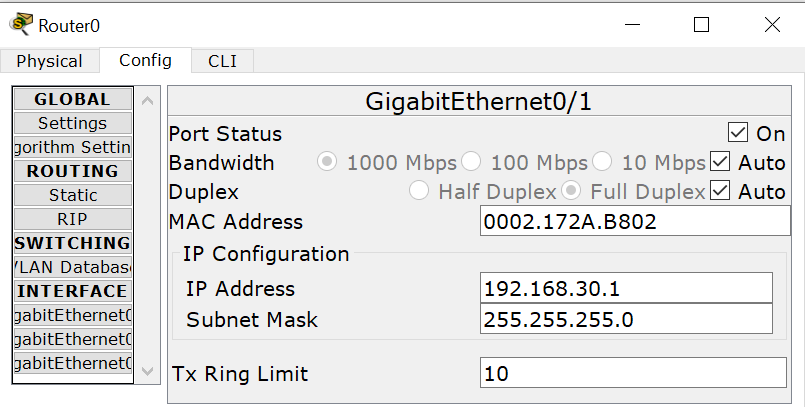 Router0
Physical Config CLI
GLOBAL
Settings
gorithm Settin
ROUTING
Static
RIP
SWITCHING
VLAN Database
INTERFACE
gabitEthernet0
gabitEthernet0
gabitEthernet0
GigabitEthernet0/1
Port Status On
Bandwidth 1000 Mbps 100 Mbps 10 Mbps Auto
Duplex Half Duplex Full Duplex Auto
MAC Address 0002.172A.B802
IP Configuration
IP Address 192.168.30.1
Subnet Mask 255.255.255.0
Tx Ring Limit 10